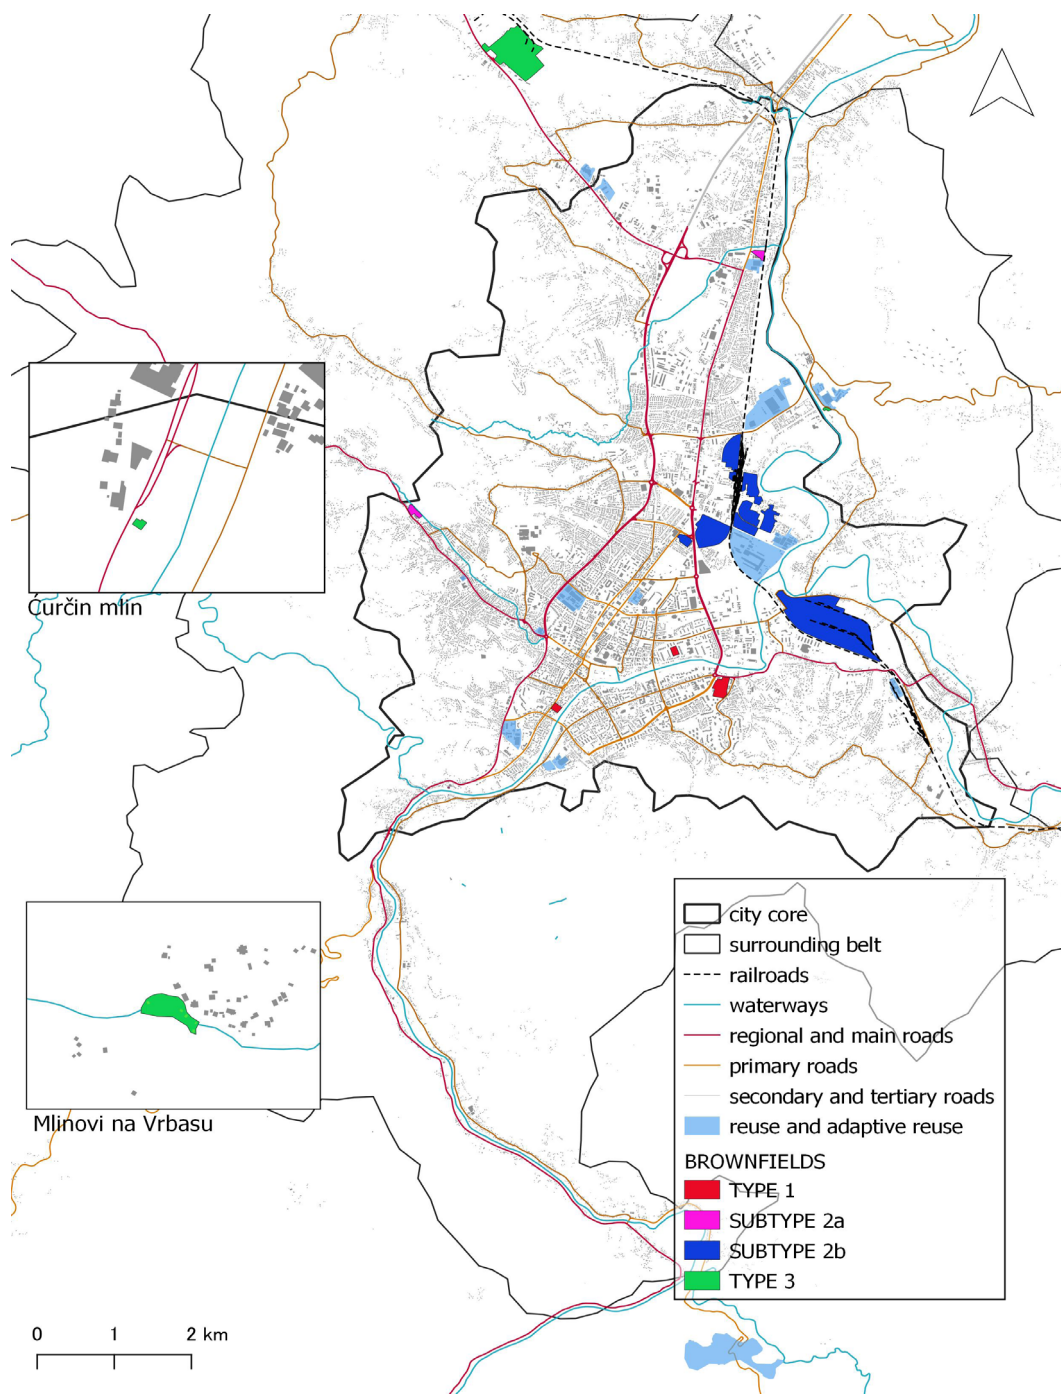 Ćurčin mlin
Mlinovi na Vrbasu
city core
surrounding belt
railroads
waterways
regional and main roads
primary roads
secondary and tertiary roads
reuse and adaptive reuse
BROWNFIELDS
TYPE 1
SUBTYPE 2a
SUBTYPE 2b
TYPE 3
0 1 2 km